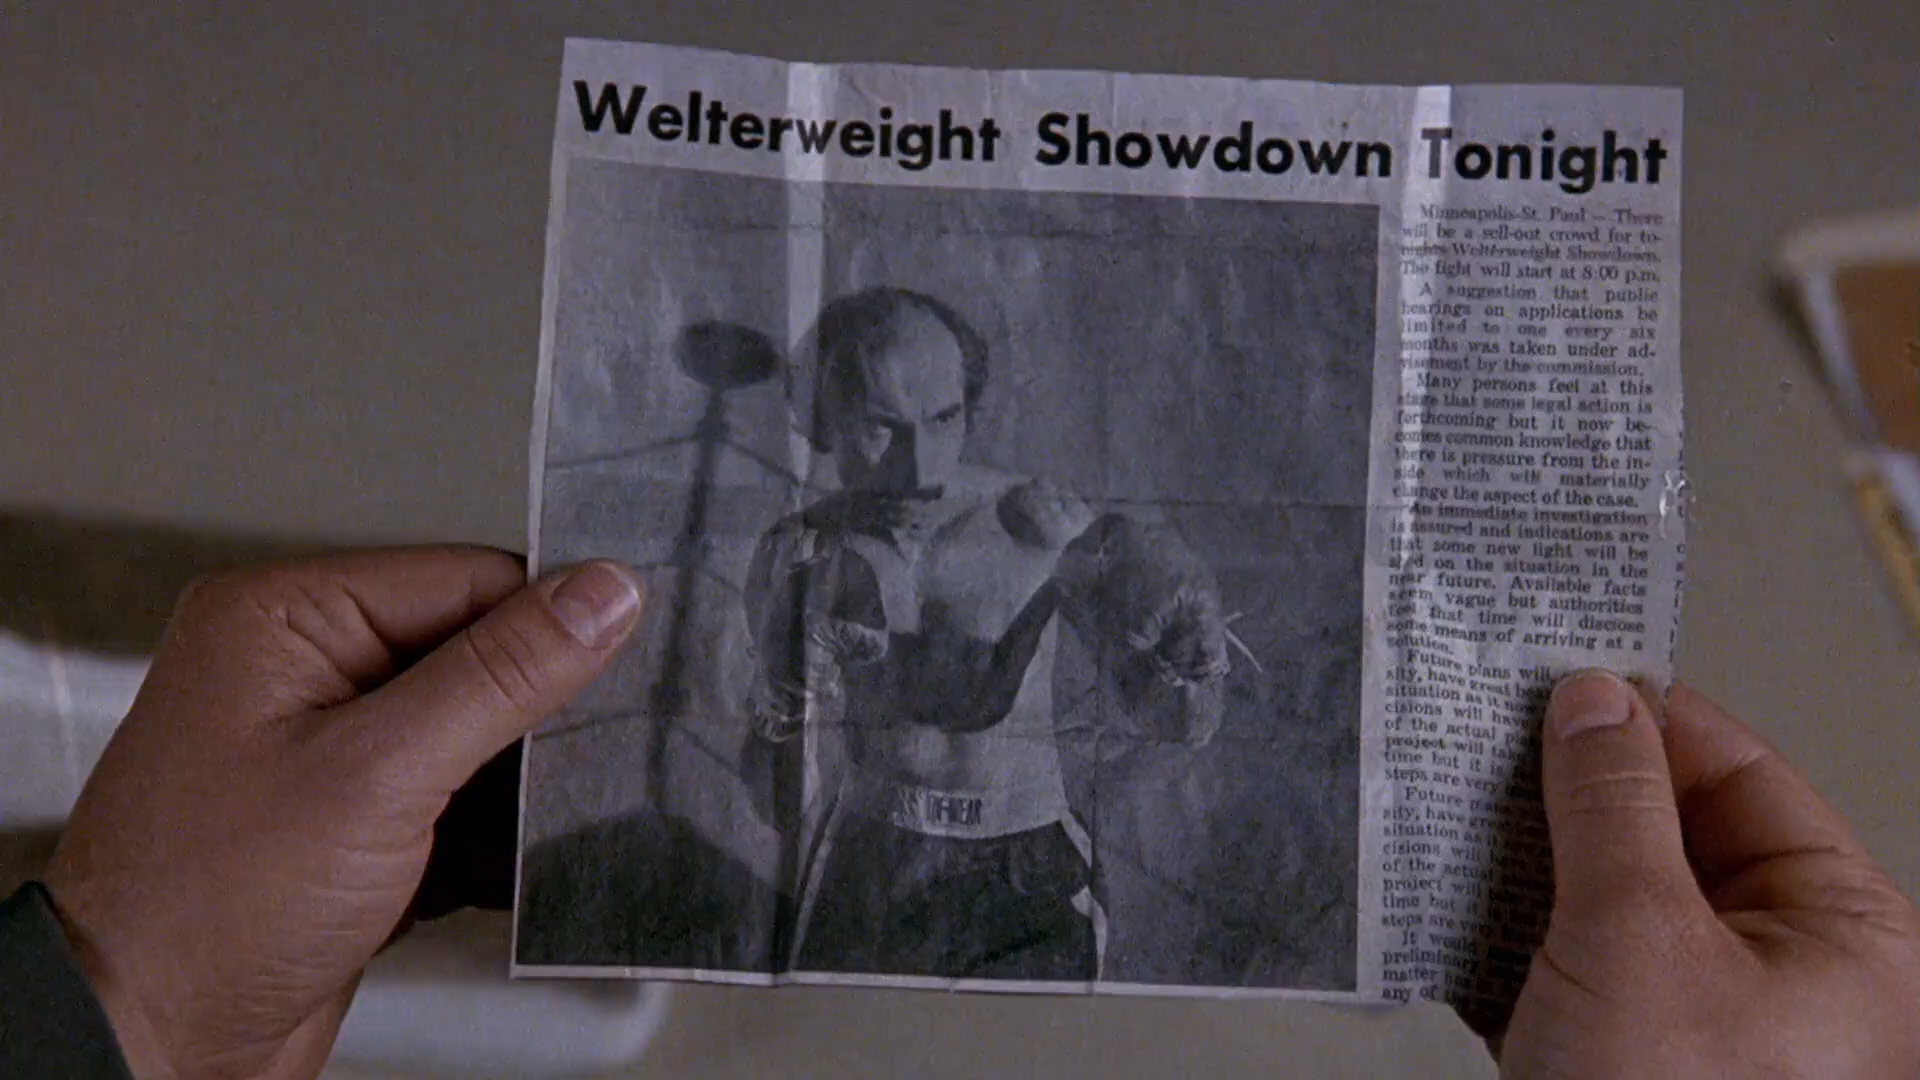 Welterweight Showdown Tonight
Minneapolis-St. Paul — There
will be a sell-out crowd for to-
nights Welterweight Showdown.
The fight will start at 8:00 p.m.
A suggestion that public
hearings on applications be
limited to one every six
months was taken under ad-
visement by the commission.
Many persons feel at this
stage that some legal action is
forthcoming but it now be-
comes common knowledge that
there is pressure from the in-
side which will materially
change the aspect of the case.
An immediate investigation
is assured and indications are
that some new light will be
shed on the situation in the
near future. Available facts
seem vague but authorities
feel that time will disclose
some means of arriving at a
solution.
Future plans will
sity, have great
situation as it now
cisions will have
of the actual
project will
time but it is
steps are very
Future
sity, have great
situation as
cisions will
of the actual
project will
time but it
steps are very
It would
preliminary
matter has
any of